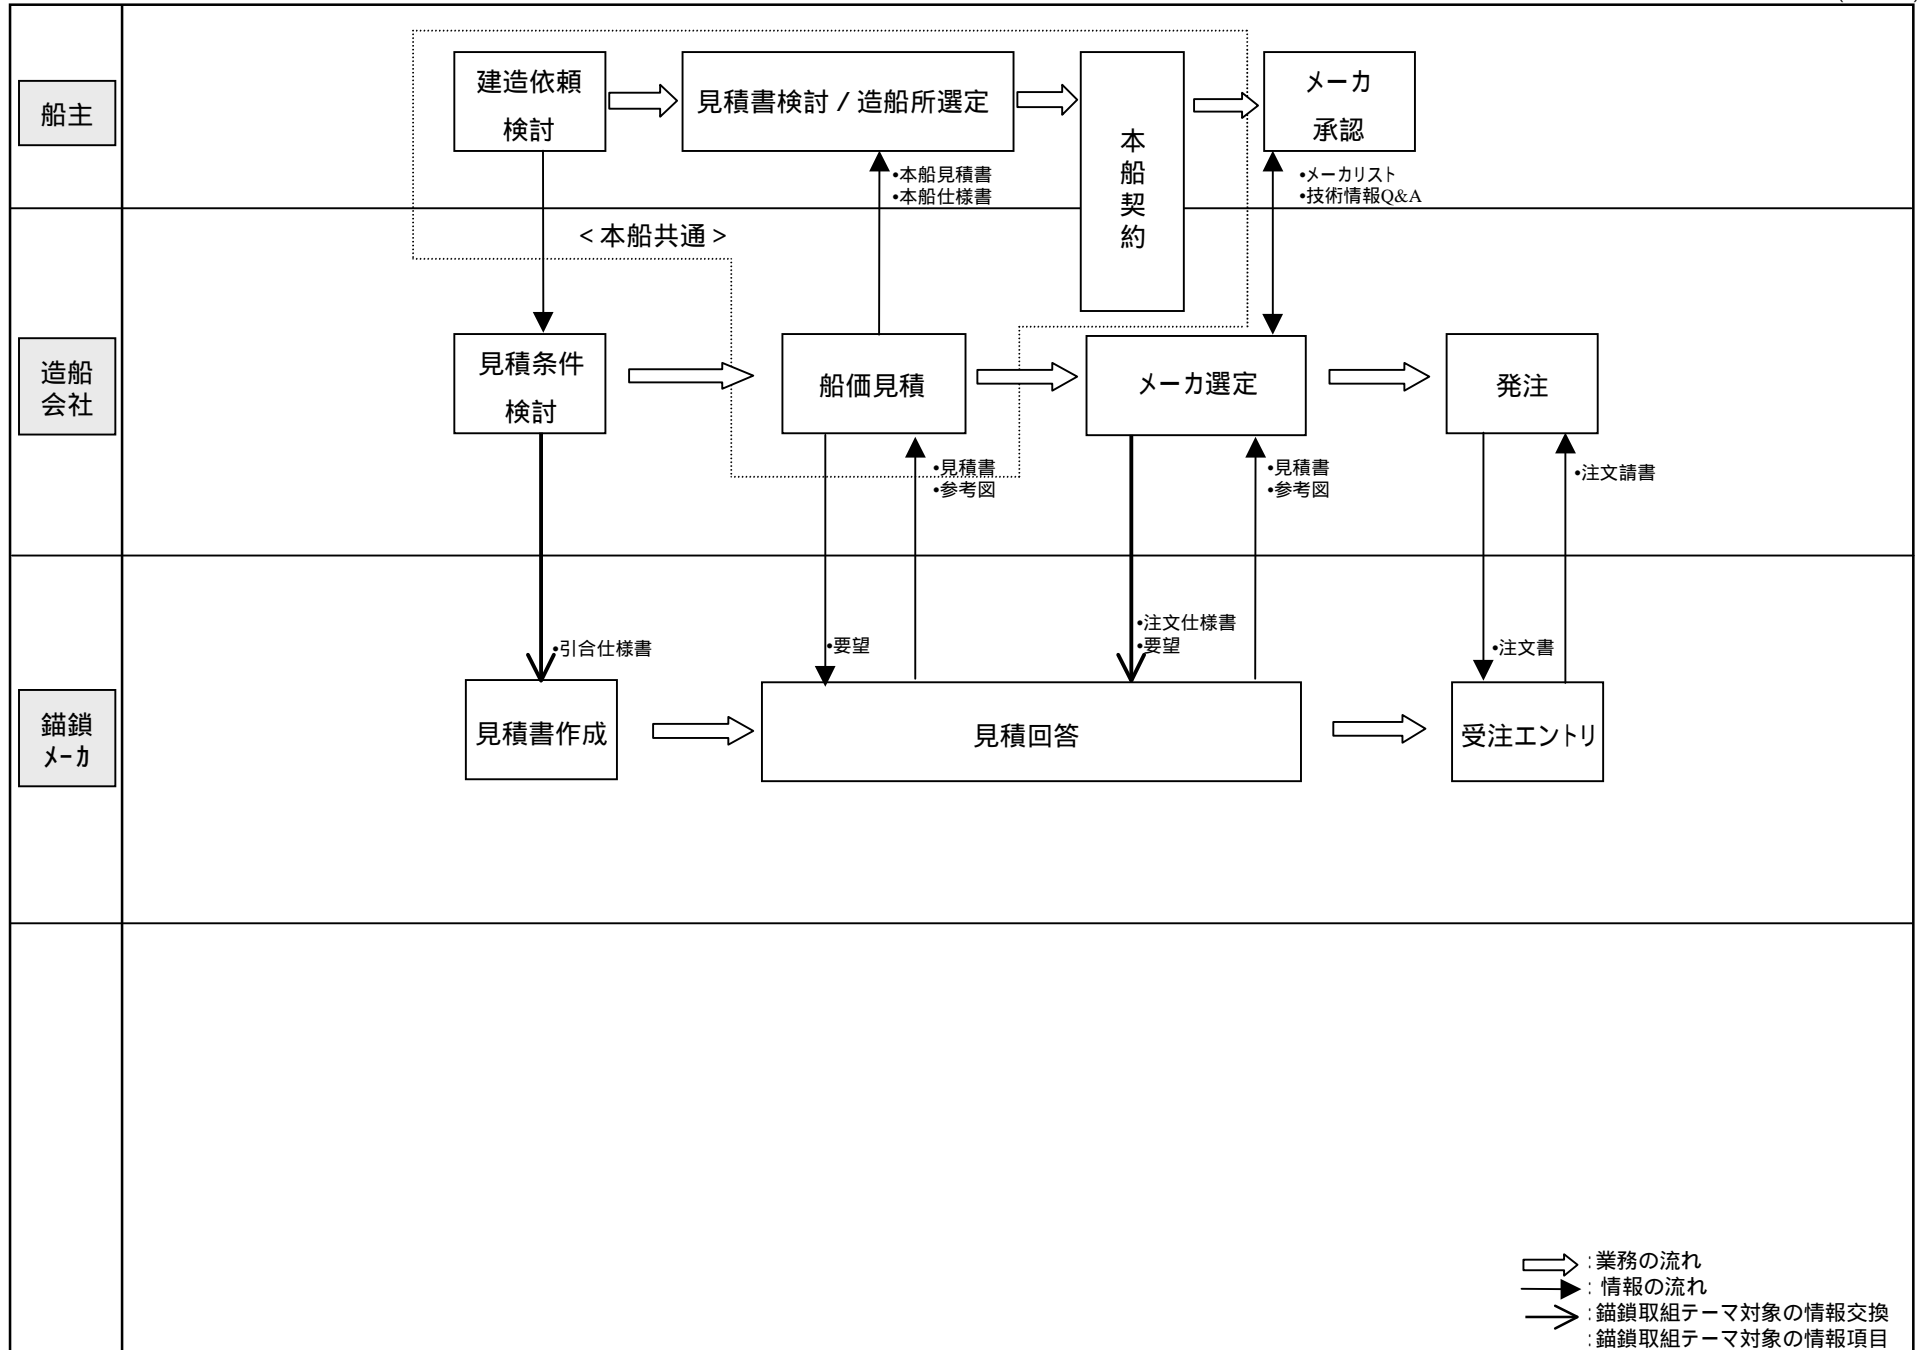 船主
建造依頼
検討
見積書検討 / 造船所選定
本
船
契
約
メーカ
承認
•本船見積書
•本船仕様書
•メーカリスト
•技術情報Q&A
<本船共通>
造船
会社
見積条件
検討
船価見積
メーカ選定
発注
•見積書
•参考図
•見積書
•参考図
•注文請書
•引合仕様書
•要望
•注文仕様書
•要望
•注文書
錨鎖
メーカ
見積書作成
見積回答
受注エントリ
:業務の流れ
: 情報の流れ
:錨鎖取組テーマ対象の情報交換
:錨鎖取組テーマ対象の情報項目